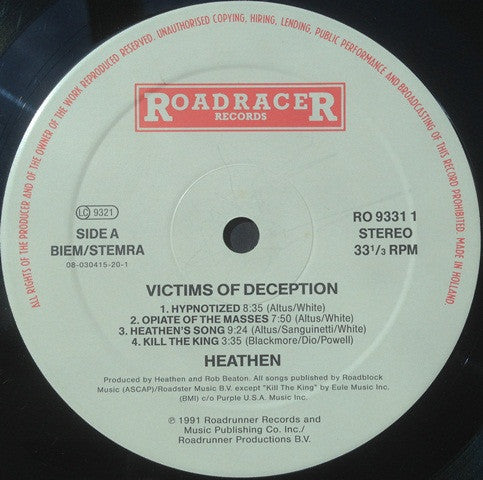 ALL RIGHTS OF THE PRODUCER AND OF THE OWNER OF THE WORK REPRODUCED RESERVED. UNAUTHORISED COPYING, HIRING, LENDING, PUBLIC PERFORMANCE AND BROADCASTING OF THIS RECORD PROHIBITED. MADE IN HOLLAND.
ROADRACER
RECORDS
LC 9321
SIDE A
BIEM/STEMRA
08-030415-20-1
RO 9331 1
STEREO
33 1/3 RPM
VICTIMS OF DECEPTION
1. HYPNOTIZED 8:35 (Altus/White)
2. OPIATE OF THE MASSES 7:50 (Altus/White)
3. HEATHEN'S SONG 9:24 (Altus/Sanguinetti/White)
4. KILL THE KING 3:35 (Blackmore/Dio/Powell)
HEATHEN
Produced by Heathen and Rob Beaton. All songs published by Roadblock
Music (ASCAP)/Roadster Music B.V. except "Kill The King" by Eule Music Inc.
(BMI) c/o Purple U.S.A. Music Inc.
℗ 1991 Roadrunner Records and
Music Publishing Co. Inc./
Roadrunner Productions B.V.